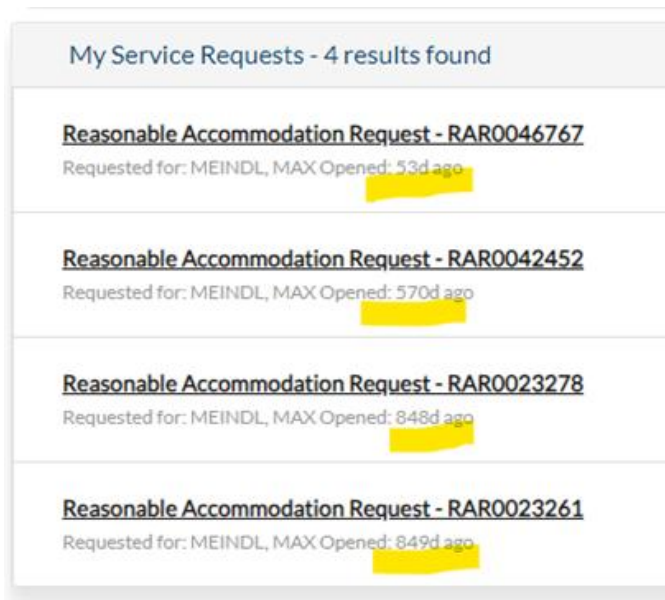 My Service Requests - 4 results found
Reasonable Accommodation Request - RAR0046767
Requested for: MEINDL, MAX Opened: 53d ago
Reasonable Accommodation Request - RAR0042452
Requested for: MEINDL, MAX Opened: 570d ago
Reasonable Accommodation Request - RAR0023278
Requested for: MEINDL, MAX Opened: 848d ago
Reasonable Accommodation Request - RAR0023261
Requested for: MEINDL, MAX Opened: 849d ago